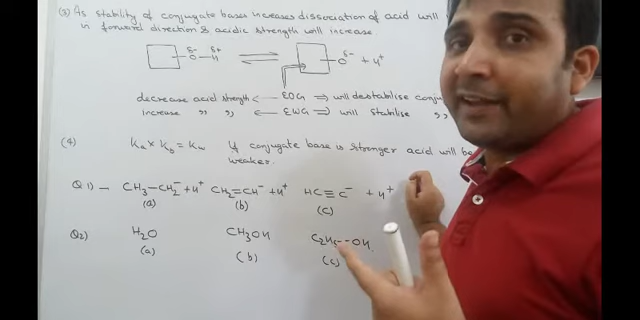 (3) As stability of conjugate base increases dissociation of acid will
in forward direction & acidic strength will increase.
δ- δ+ δ-
O—H ⇌ O + H+
decrease acid strength ⟵ EDG ⟹ will destabilise conju
increase " " ⟵ EWG ⟹ will stabilise "
(4) Ka × Kb = Kw If conjugate base is stronger acid will be
weaker.
Q1) CH3—CH2⁻ + H⁺ CH2=CH⁻ + H⁺ HC≡C⁻ + H⁺
(a) (b) (c)
Q2) H2O CH3OH C2H5—OH
(a) (b) (c)